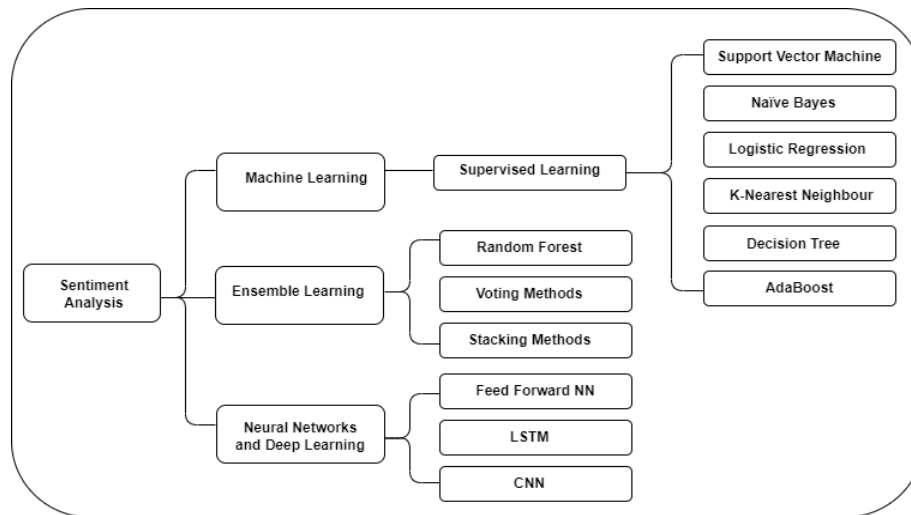 Support Vector Machine
Naïve Bayes
Logistic Regression
Machine Learning
Supervised Learning
K-Nearest Neighbour
Random Forest
Decision Tree
Sentiment
Analysis
Ensemble Learning
Voting Methods
AdaBoost
Stacking Methods
Feed Forward NN
Neural Networks
and Deep Learning
LSTM
CNN